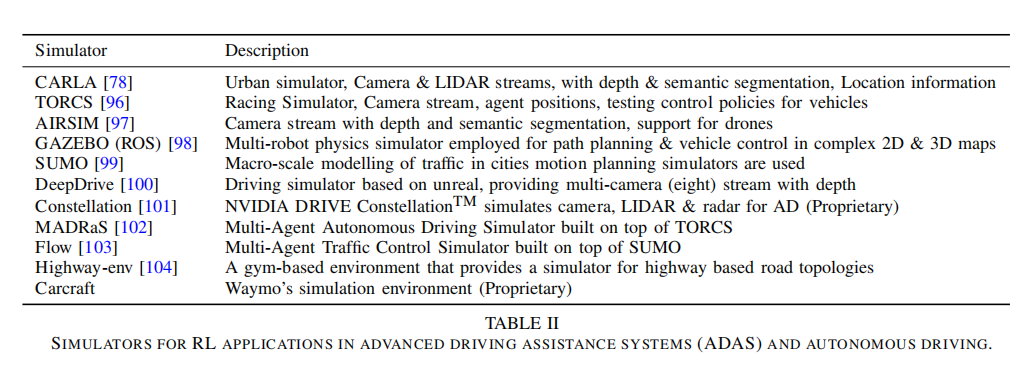 Simulator Description
CARLA [78] Urban simulator, Camera & LIDAR streams, with depth & semantic segmentation, Location information
TORCS [96] Racing Simulator, Camera stream, agent positions, testing control policies for vehicles
AIRSIM [97] Camera stream with depth and semantic segmentation, support for drones
GAZEBO (ROS) [98] Multi-robot physics simulator employed for path planning & vehicle control in complex 2D & 3D maps
SUMO [99] Macro-scale modelling of traffic in cities motion planning simulators are used
DeepDrive [100] Driving simulator based on unreal, providing multi-camera (eight) stream with depth
Constellation [101] NVIDIA DRIVE Constellation™ simulates camera, LIDAR & radar for AD (Proprietary)
MADRaS [102] Multi-Agent Autonomous Driving Simulator built on top of TORCS
Flow [103] Multi-Agent Traffic Control Simulator built on top of SUMO
Highway-env [104] A gym-based environment that provides a simulator for highway based road topologies
Carcraft Waymo's simulation environment (Proprietary)
TABLE II
SIMULATORS FOR RL APPLICATIONS IN ADVANCED DRIVING ASSISTANCE SYSTEMS (ADAS) AND AUTONOMOUS DRIVING.